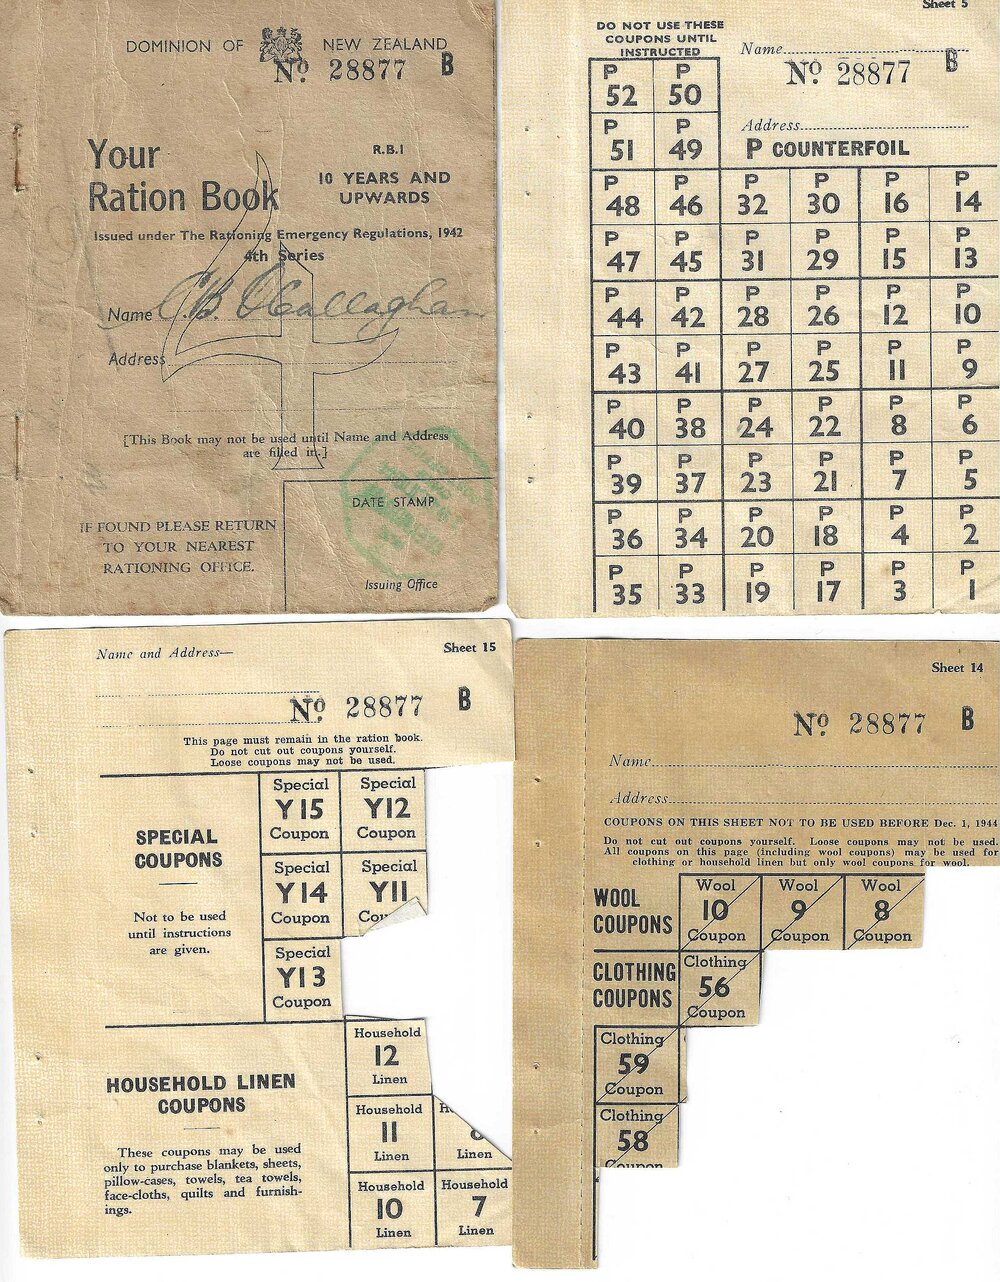 DOMINION OF NEW ZEALAND
No. 28877 B
Your
Ration Book
R.B.1
10 YEARS AND
UPWARDS
Issued under The Rationing Emergency Regulations, 1942
4th Series
Name C.B. O'Callaghan
Address
[This Book may not be used until Name and Address
are filled in.]
IF FOUND PLEASE RETURN
TO YOUR NEAREST
RATIONING OFFICE.
DATE STAMP
Issuing Office
Sheet 5
DO NOT USE THESE
COUPONS UNTIL
INSTRUCTED
Name
No. 28877 B
Address
P COUNTERFOIL
P 52 P 50
P 51 P 49
P 48 P 46 P 32 P 30 P 16 P 14
P 47 P 45 P 31 P 29 P 15 P 13
P 44 P 42 P 28 P 26 P 12 P 10
P 43 P 41 P 27 P 25 P 11 P 9
P 40 P 38 P 24 P 22 P 8 P 6
P 39 P 37 P 23 P 21 P 7 P 5
P 36 P 34 P 20 P 18 P 4 P 2
P 35 P 33 P 19 P 17 P 3 P 1
Name and Address—
Sheet 15
No. 28877 B
This page must remain in the ration book.
Do not cut out coupons yourself.
Loose coupons may not be used.
SPECIAL
COUPONS
Not to be used
until instructions
are given.
Special Special
Y15 Y12
Coupon Coupon
Special Special
Y14 Y11
Coupon Cou
Special
Y13
Coupon
HOUSEHOLD LINEN
COUPONS
These coupons may be used
only to purchase blankets, sheets,
pillow-cases, towels, tea towels,
face-cloths, quilts and furnish-
ings.
Household
12
Linen
Household H
11
Linen Linen
Household Household
10 7
Linen Linen
Sheet 14
No. 28877 B
Name
Address
COUPONS ON THIS SHEET NOT TO BE USED BEFORE Dec. 1, 1944
Do not cut out coupons yourself. Loose coupons may not be used.
All coupons on this page (including wool coupons) may be used for
clothing or household linen but only wool coupons for wool.
WOOL
COUPONS
Wool Wool Wool
10 9 8
Coupon Coupon Coupon
CLOTHING
COUPONS
Clothing
56
Coupon
Clothing
59
Coupon
Clothing
58
Coupon